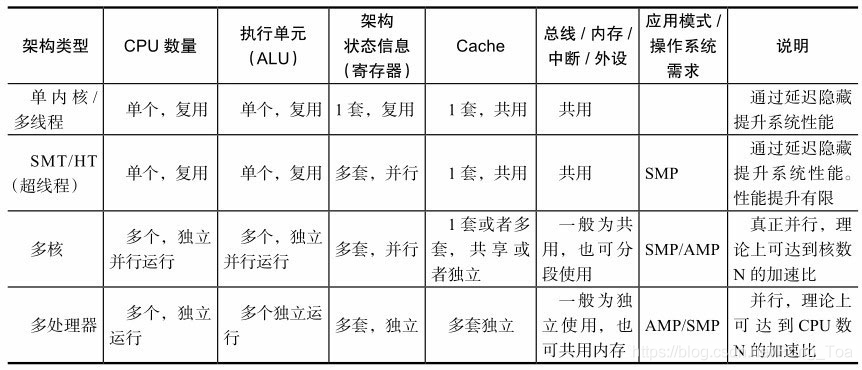 架构类型
CPU 数量
执行单元
（ALU）
架构
状态信息
（寄存器）
Cache
总线 / 内存 /
中断 / 外设
应用模式 /
操作系统
需求
说明
单内核/
多线程
单个，复用
单个，复用
1 套，复用
1 套，共用
共用
通过延迟隐藏
提升系统性能
SMT/HT
（超线程）
单个，复用
单个，复用
多套，并行
1 套，共用
共用
SMP
通过延迟隐藏
提升系统性能。
性能提升有限
多核
多个，独立
并行运行
多个，独立
并行运行
多套，并行
1 套或者多
套，共享或
者独立
一般为共
用，也可分
段使用
SMP/AMP
真正并行，理
论上可达到核数
N 的加速比
多处理器
多个，独立
运行
多个独立运
行
多套，独立
多套独立
一般为独
立使用，也
可共用内存
AMP/SMP
并行，理论上
可达到CPU 数
N 的加速比